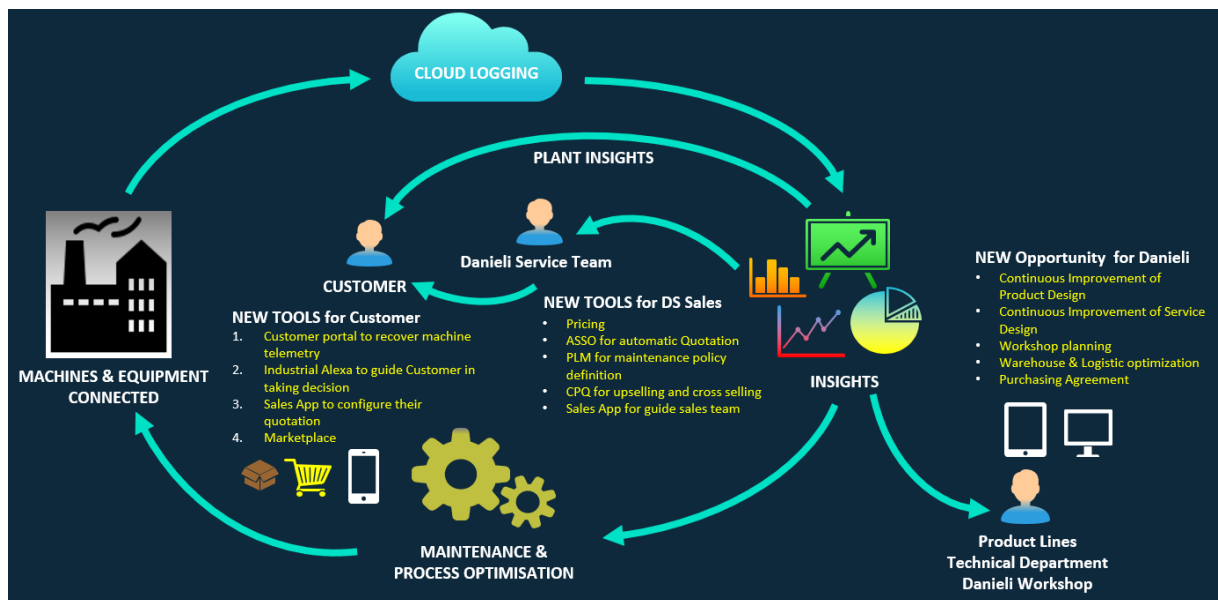 CLOUD LOGGING
PLANT INSIGHTS
Danieli Service Team
CUSTOMER
NEW TOOLS for Customer
1. Customer portal to recover machine
telemetry
2. Industrial Alexa to guide Customer in
taking decision
3. Sales App to configure their
quotation
4. Marketplace
NEW TOOLS for DS Sales
• Pricing
• ASSO for automatic Quotation
• PLM for maintenance policy
definition
• CPQ for upselling and cross selling
• Sales App for guide sales team
MACHINES & EQUIPMENT
CONNECTED
INSIGHTS
NEW Opportunity for Danieli
• Continuous Improvement of
Product Design
• Continuous Improvement of Service
Design
• Workshop planning
• Warehouse & Logistic optimization
• Purchasing Agreement
MAINTENANCE &
PROCESS OPTIMISATION
Product Lines
Technical Department
Danieli Workshop